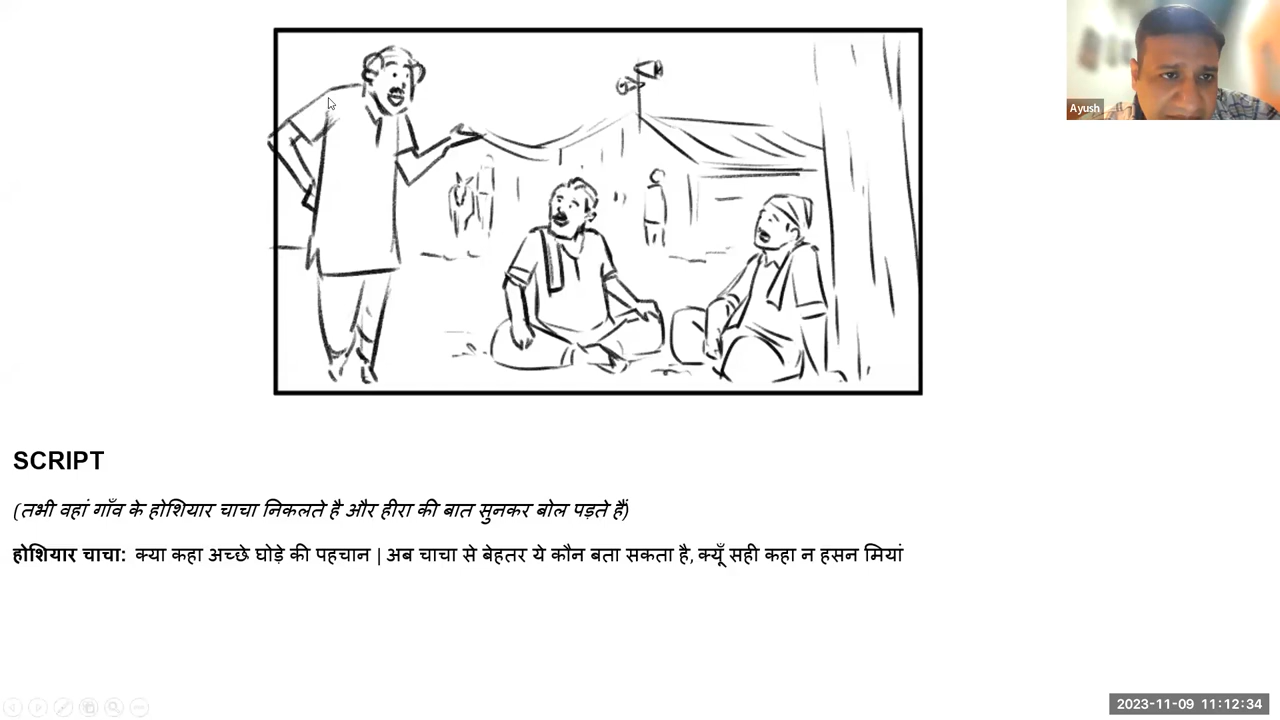 Ayush
SCRIPT
(तभी वहां गाँव के होशियार चाचा निकलते है और हीरा की बात सुनकर बोल पड़ते हैं)
होशियार चाचा: क्या कहा अच्छे घोड़े की पहचान | अब चाचा से बेहतर ये कौन बता सकता है, क्यूँ सही कहा न हसन मियां
2023-11-09 11:12:34